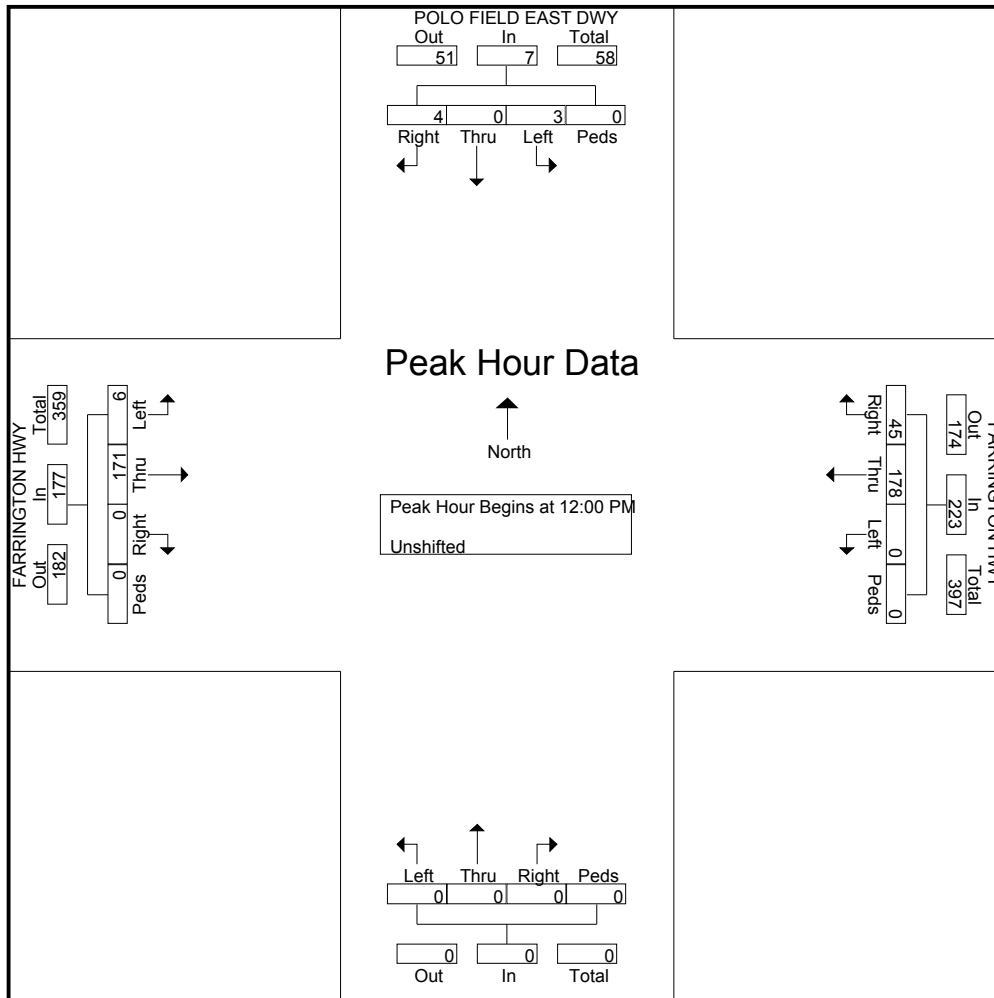 POLO FIELD EAST DWY
Out In Total
51 7 58
4 0 3 0
Right Thru Left Peds
Peak Hour Data
North
Peak Hour Begins at 12:00 PM
Unshifted
FARRINGTON HWY
Total In Out
359 177 182
6 171 0 0
Left Thru Right Peds
Right Thru Left Peds
45 178 0 0
Out In Total
174 223 397
FARRINGTON HWY
Left Thru Right Peds
0 0 0 0
0 0 0
Out In Total